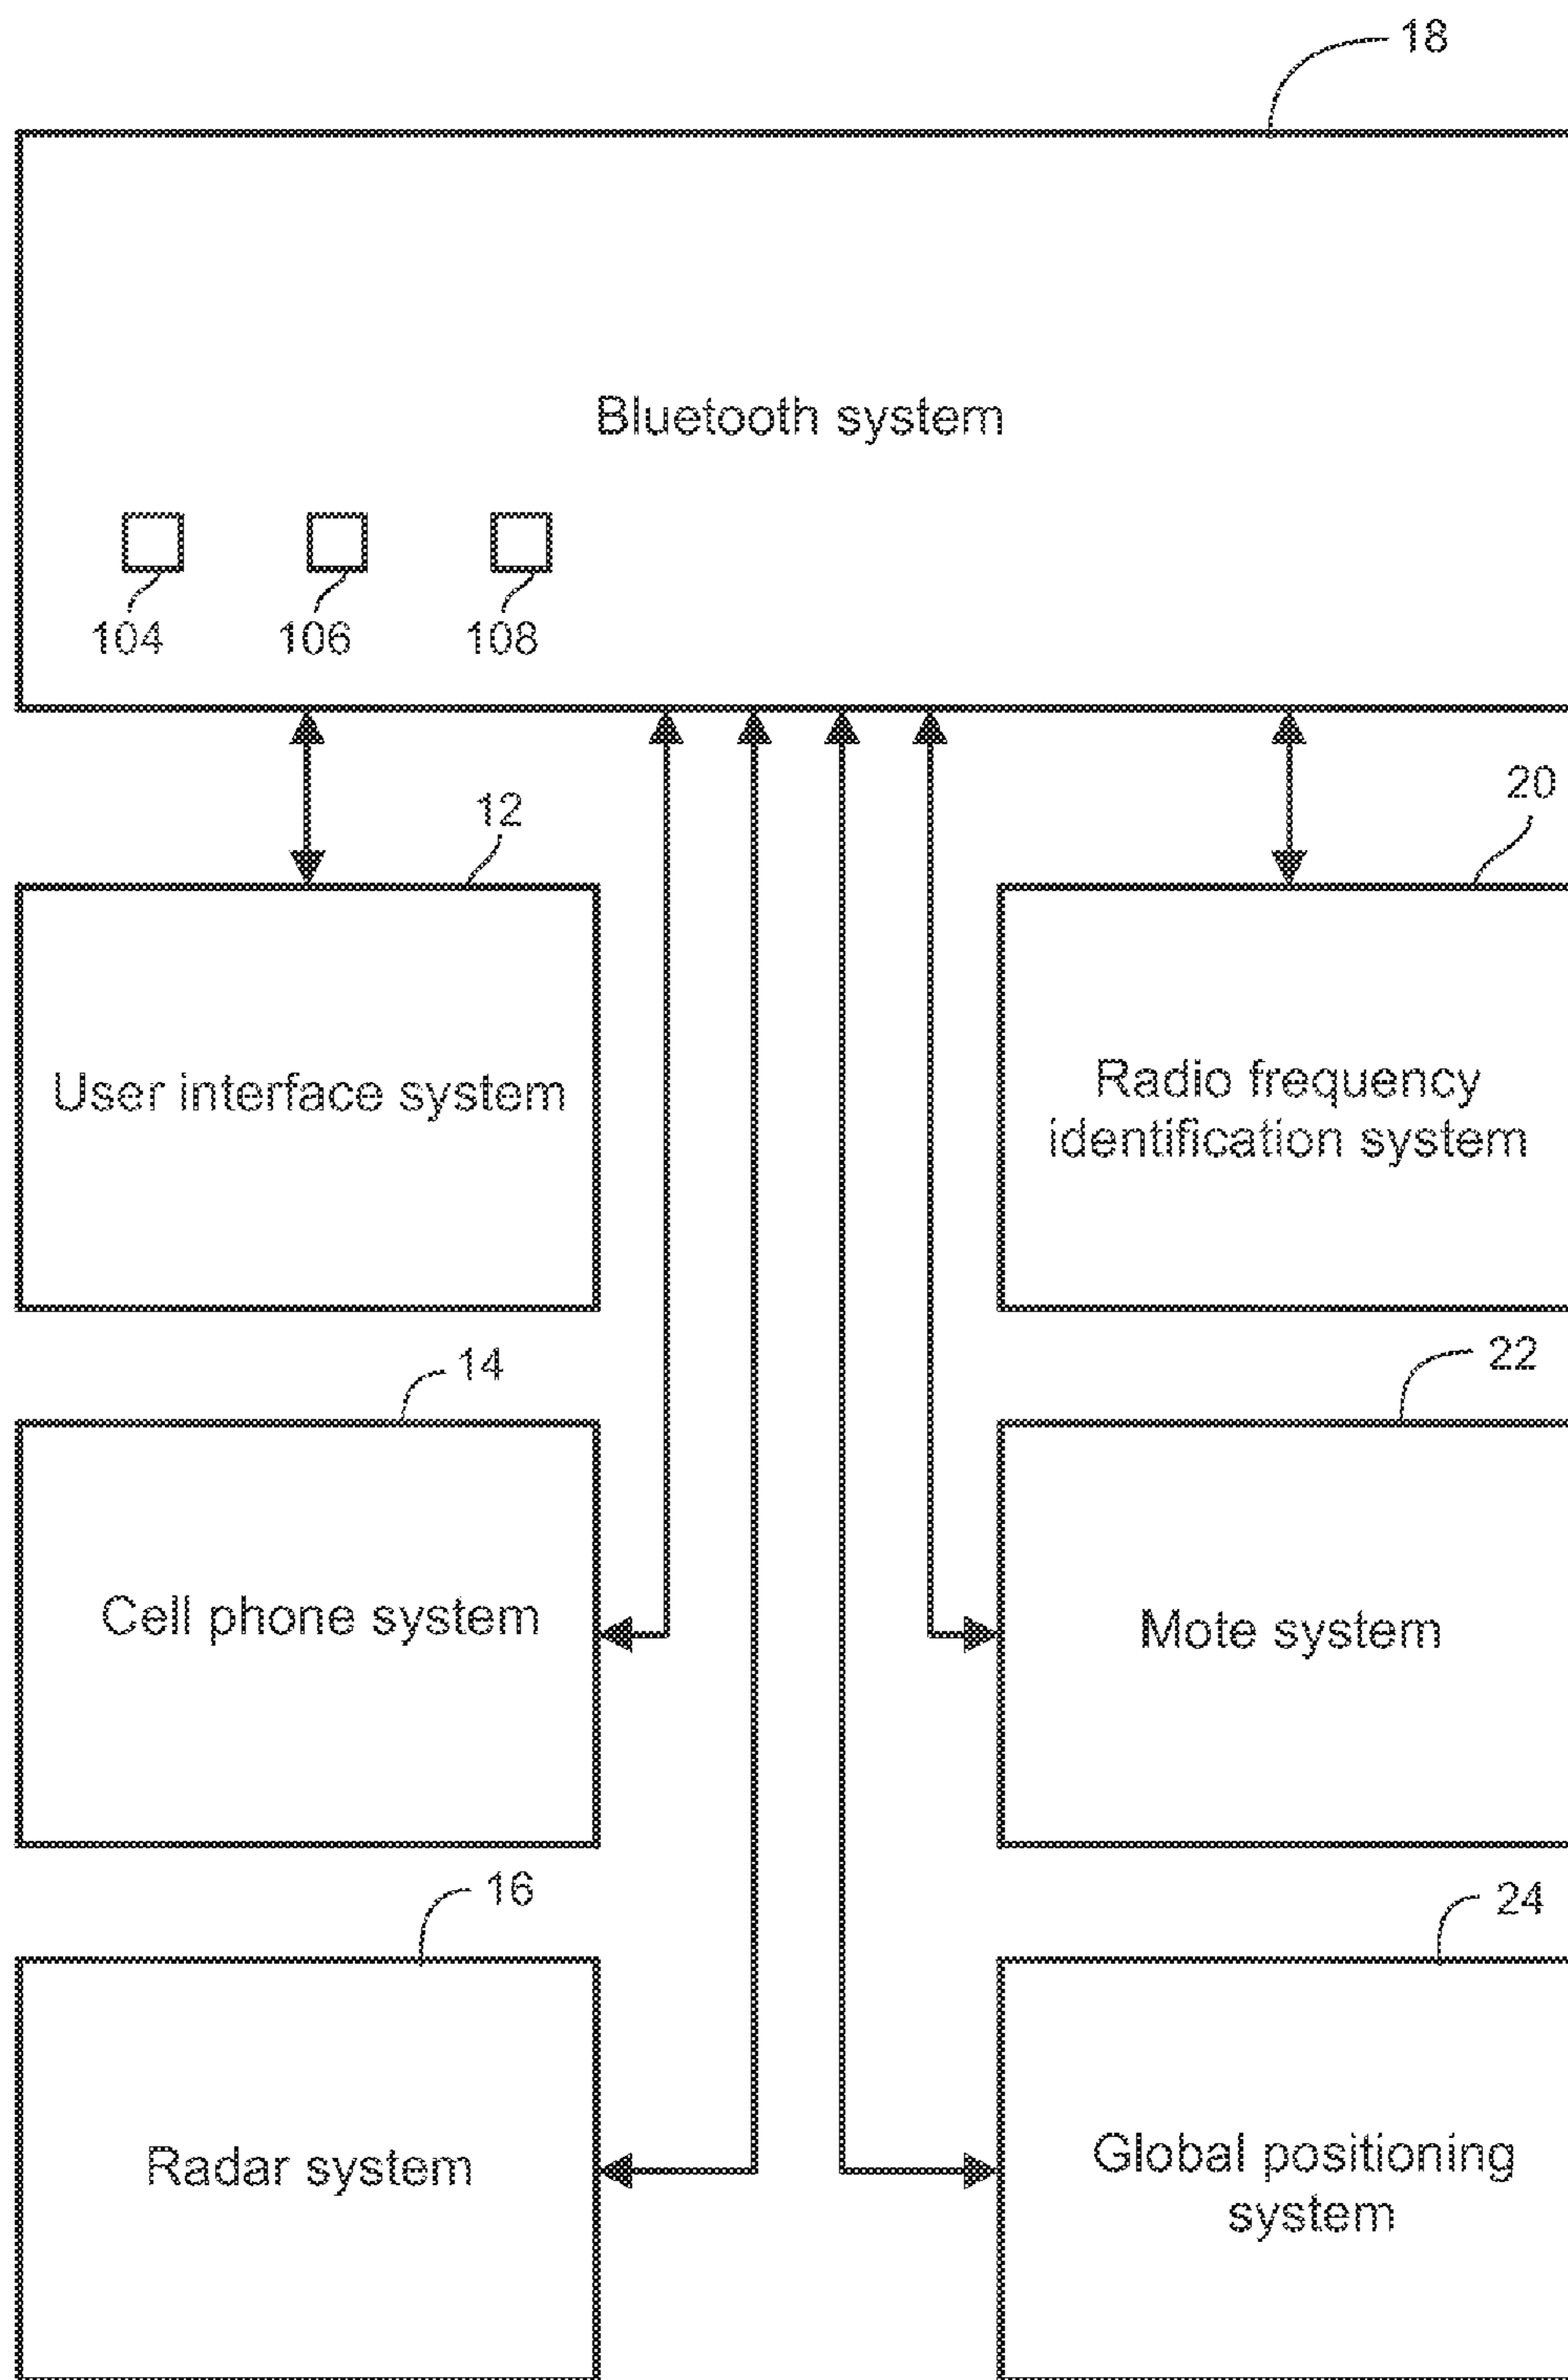 18
Bluetooth system
104 106 108
12
20
User interface system
Radio frequency
identification system
14
22
Cell phone system
Mote system
16
24
Radar system
Global positioning
system